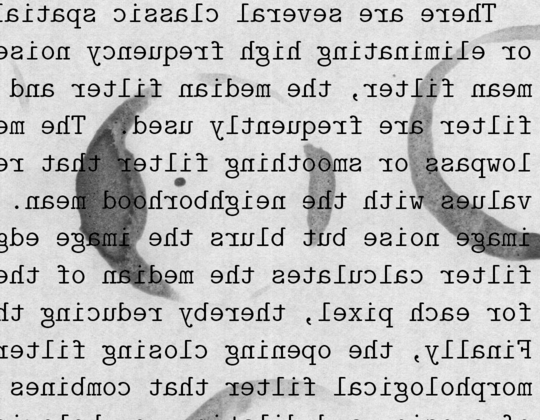 There are several classic spatial
or eliminating high frequency noise
mean filter, the median filter and
filter are frequently used. The me
lowpass or smoothing filter that re
values with the neighborhood mean.
image noise but blurs the image edg
filter calculates the median of the
for each pixel, thereby reducing th
Finally, the opening closing filter
morphological filter that combines